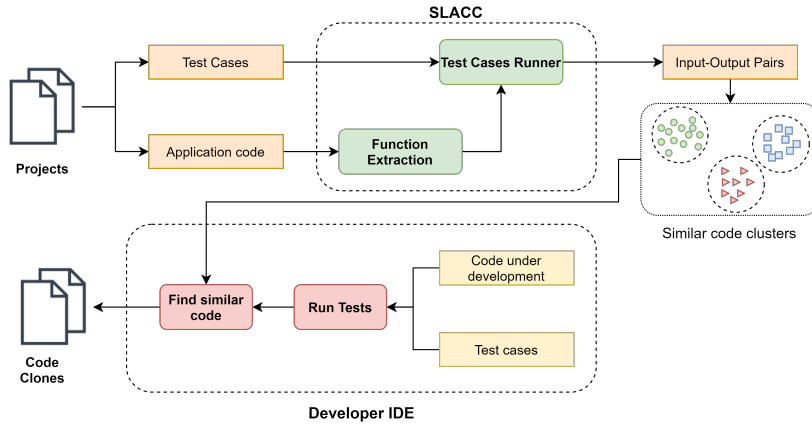 SLACC
Test Cases
Test Cases Runner
Input-Output Pairs
Projects
Application code
Function
Extraction
Similar code clusters
Code under
development
Find similar
code
Run Tests
Test cases
Code
Clones
Developer IDE